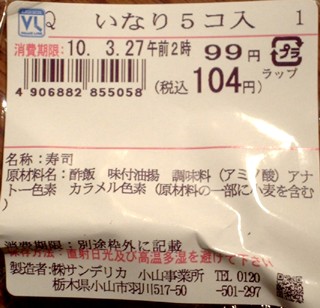 Q いなり5コ入 1
消費期限 10. 3.27午前2時 99円
プラ
ラップ
4906882855058
(税込 104円)
名称：寿司
原材料名：酢飯 味付油揚 調味料（アミノ酸）アナ
トー色素 カラメル色素（原材料の一部に小麦を含む
）
消費期限：別途枠外に記載
保存方法：直射日光及び高温多湿を避けて下さい
製造者：㈱サンデリカ 小山事業所 TEL 0120
栃木県小山市羽川517-50 -501-297